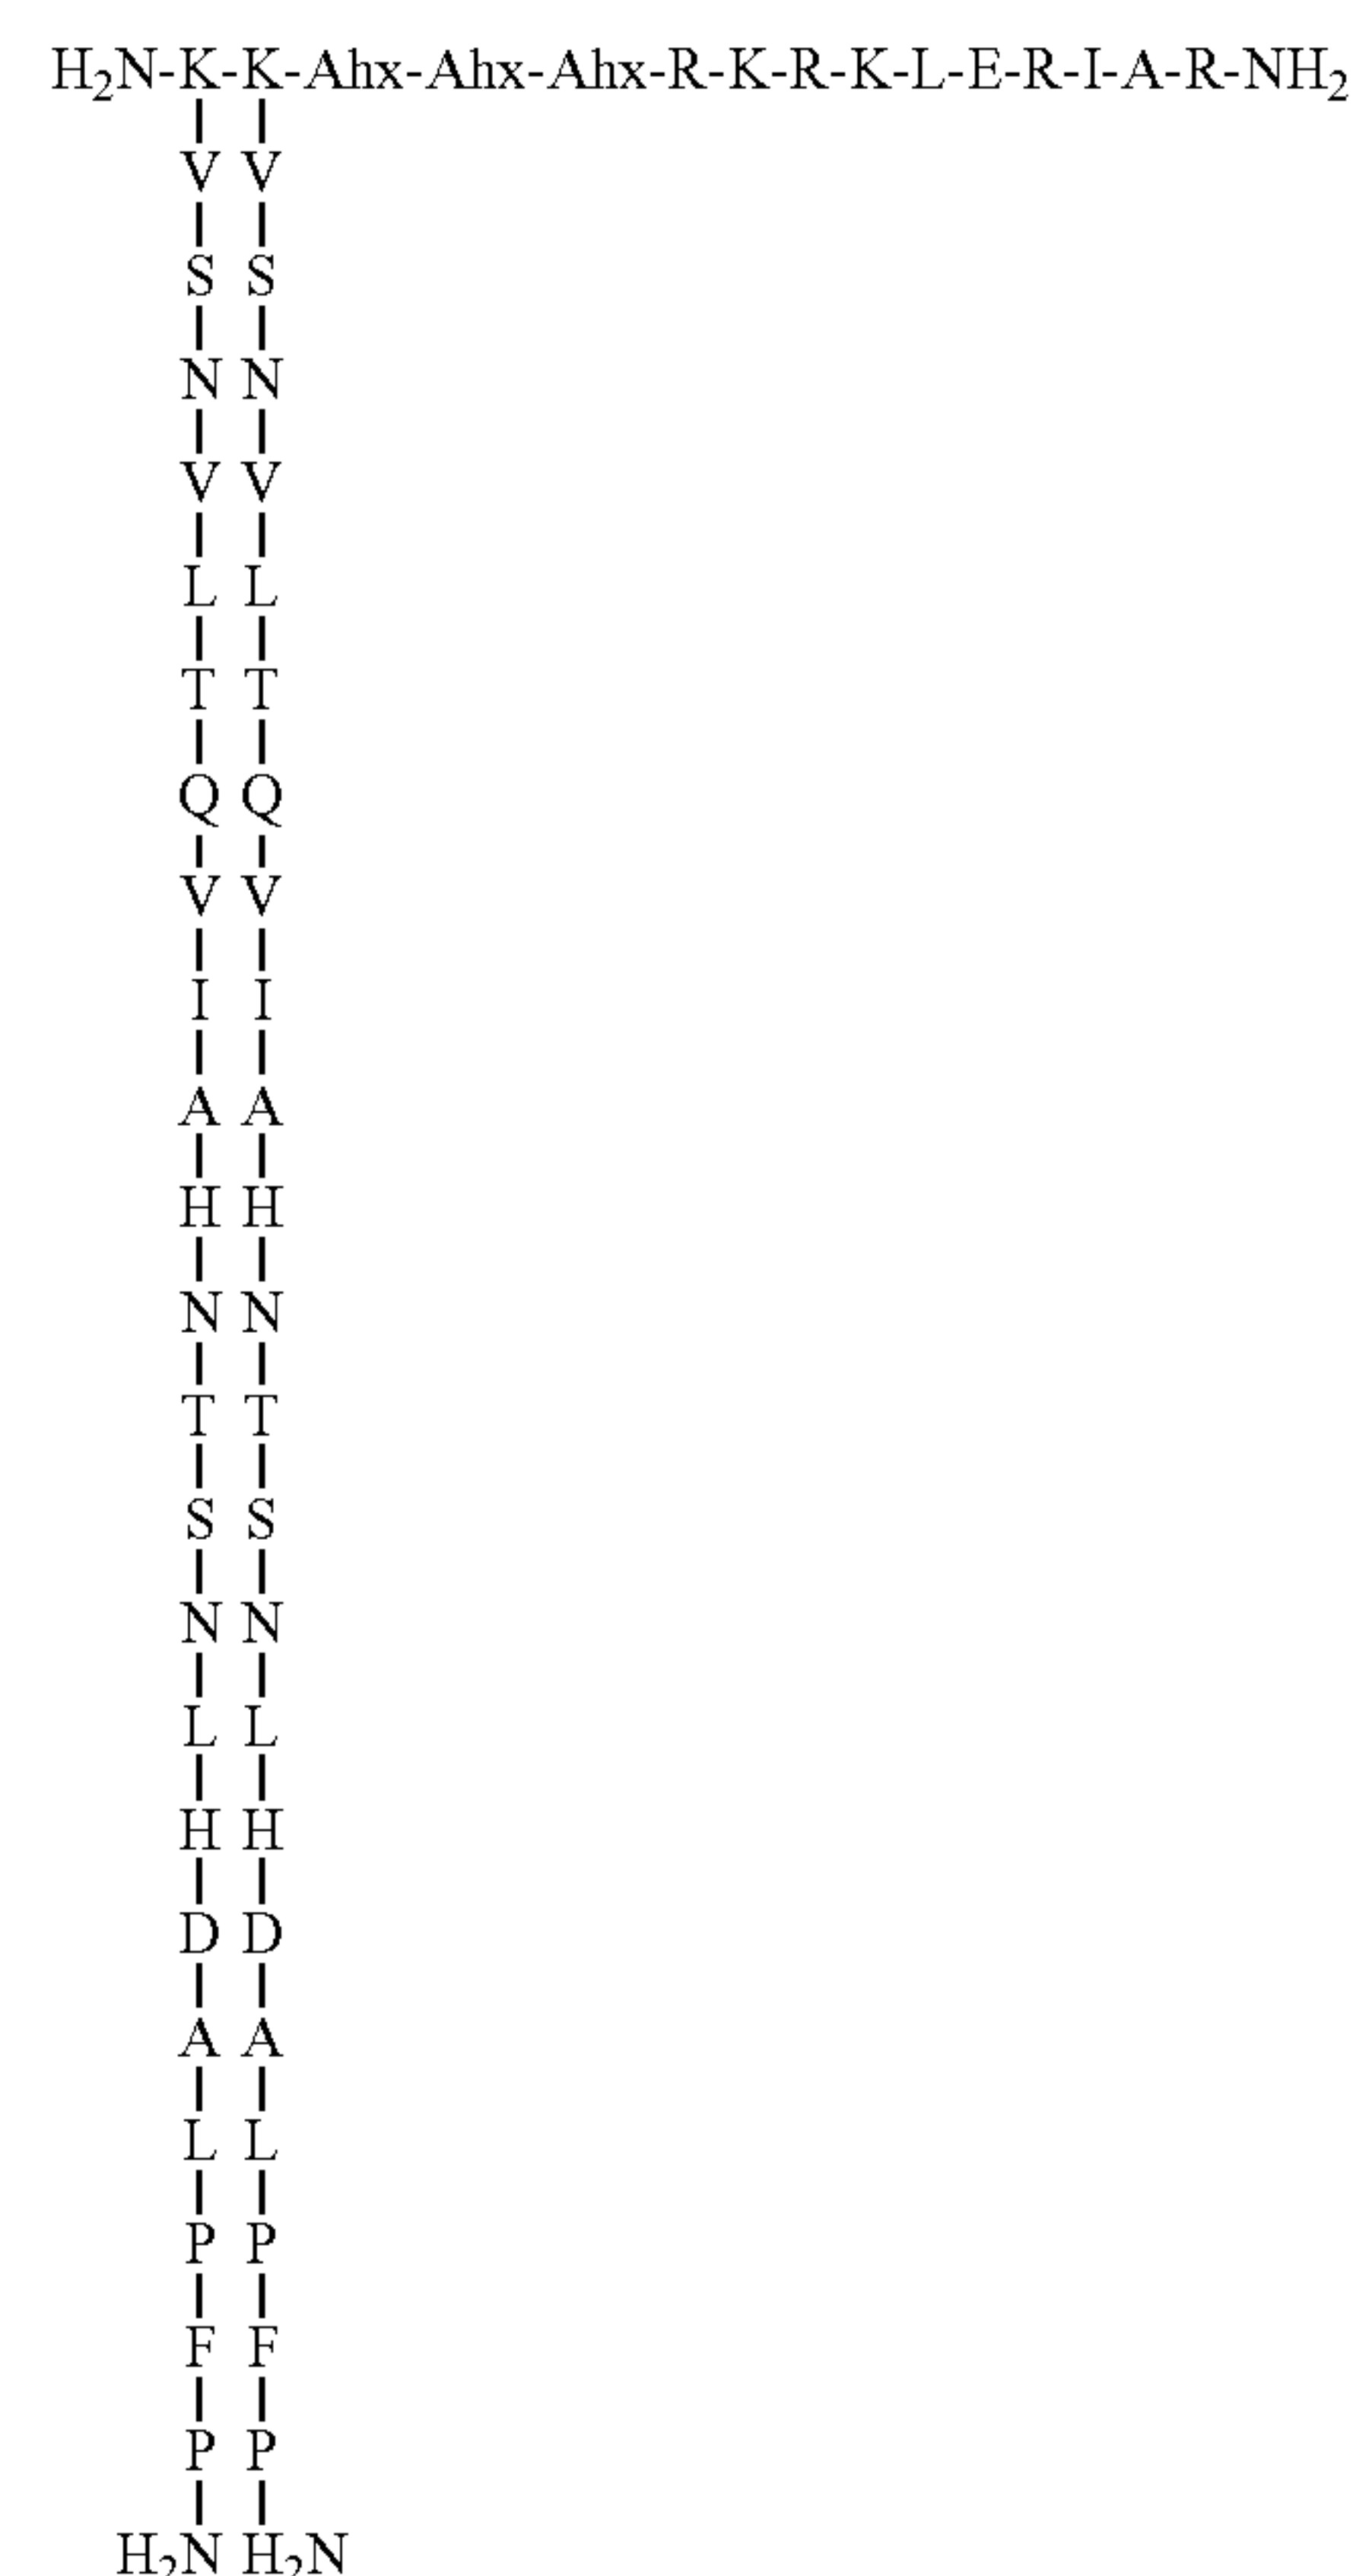 H₂N-K-K-Ahx-Ahx-Ahx-R-K-R-K-L-E-R-I-A-R-NH₂
V V
S S
N N
V V
L L
T T
Q Q
V V
I I
A A
H H
N N
T T
S S
N N
L L
H H
D D
A A
L L
P P
F F
P P
H₂N H₂N